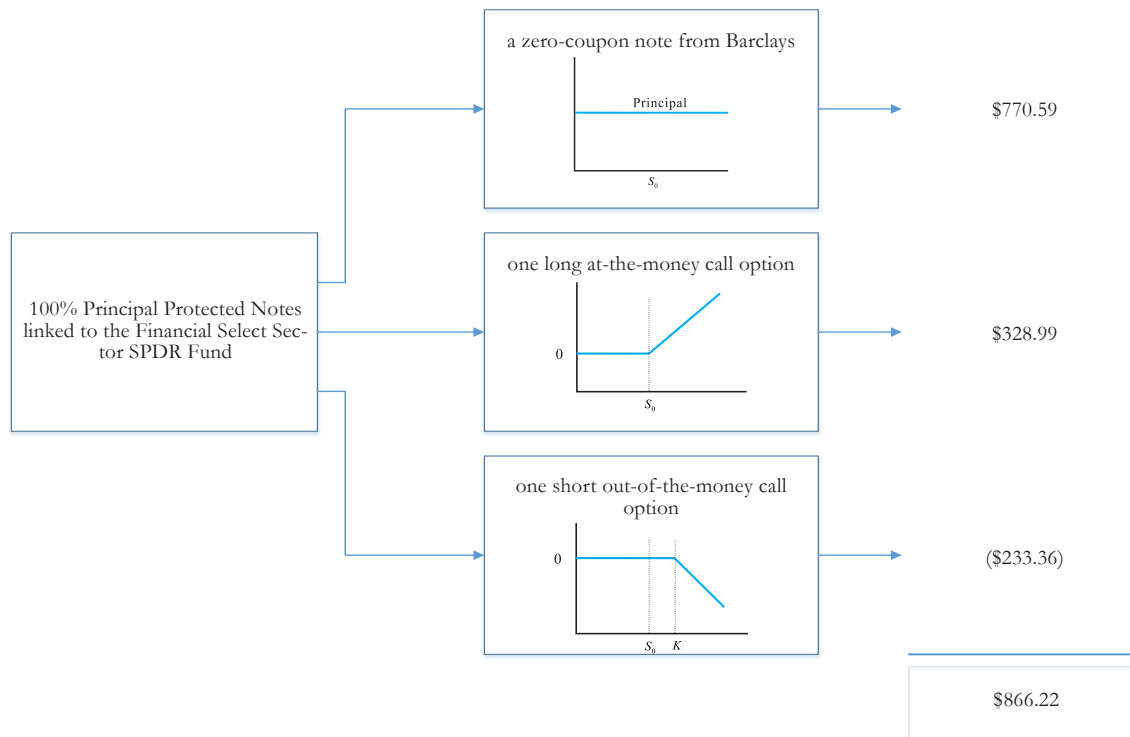 a zero-coupon note from Barclays
Principal
S₀
$770.59
100% Principal Protected Notes
linked to the Financial Select Sec-
tor SPDR Fund
one long at-the-money call option
0
S₀
$328.99
one short out-of-the-money call
option
0
S₀ K
($233.36)
$866.22